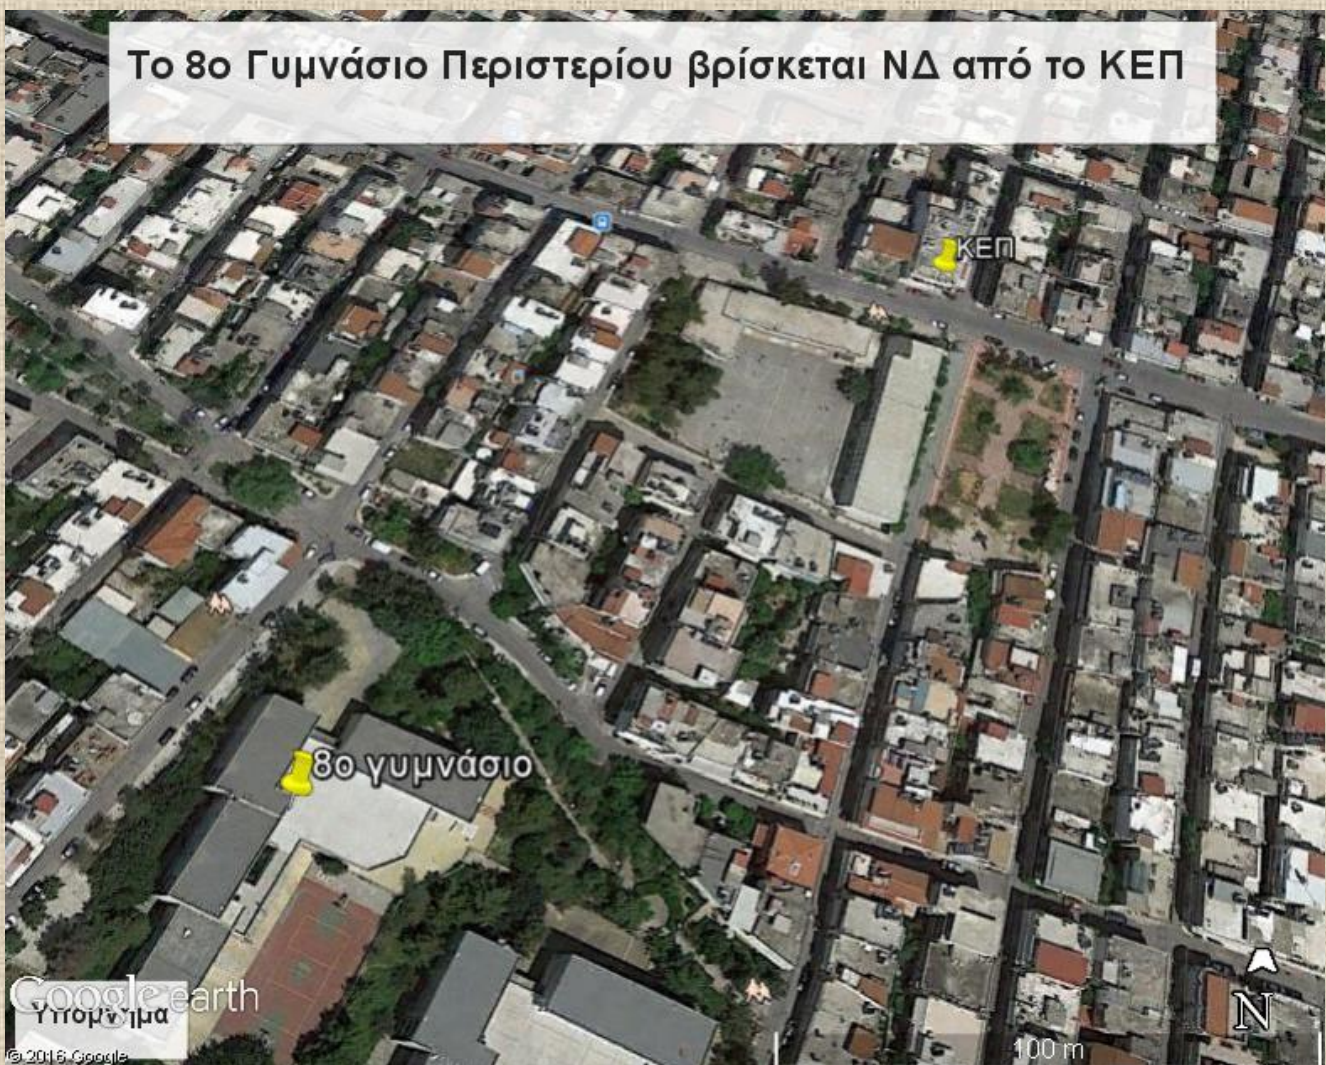 Το 8ο Γυμνάσιο Περιστερίου βρίσκεται ΝΔ από το ΚΕΠ
ΚΕΠ
8ο γυμνάσιο
Google earth
Υπόμνημα
© 2016 Google
100 m
N